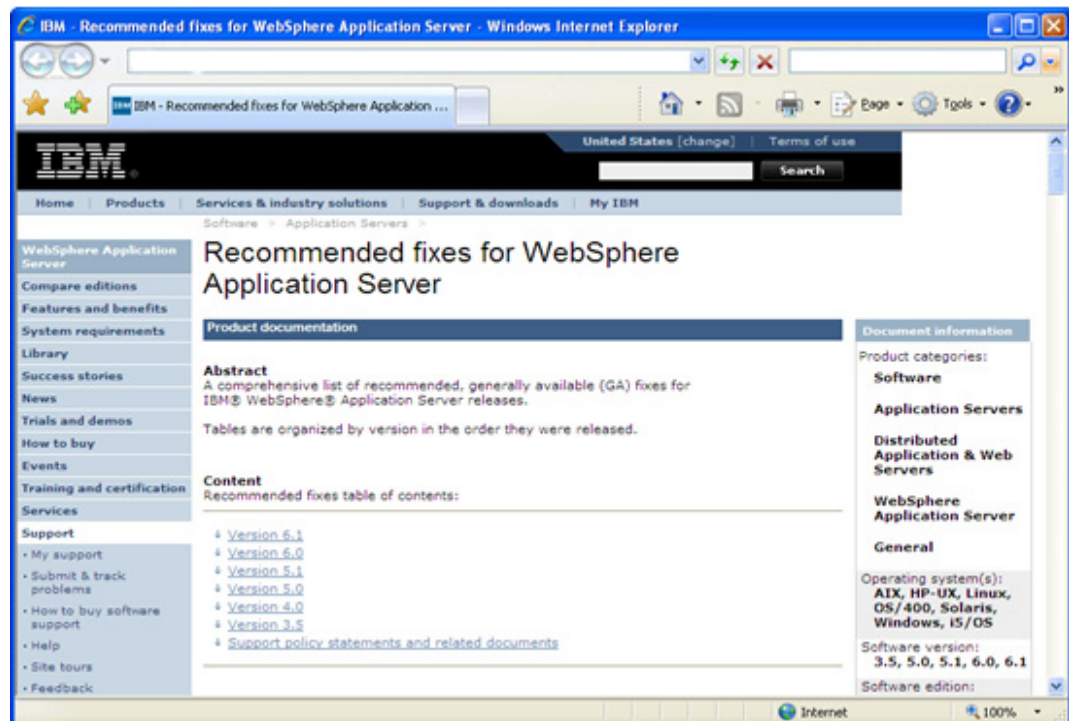 IBM - Recommended fixes for WebSphere Application Server - Windows Internet Explorer
IBM - Recommended fixes for WebSphere Application ...
Page
Tools
United States [change] | Terms of use
IBM®
Search
Home | Products | Services & industry solutions | Support & downloads | My IBM
Software > Application Servers >
Recommended fixes for WebSphere
Application Server
WebSphere Application
Server
Compare editions
Features and benefits
System requirements
Library
Success stories
News
Trials and demos
How to buy
Events
Training and certification
Services
Support
• My support
• Submit & track
problems
• How to buy software
support
• Help
• Site tours
• Feedback
Product documentation
Abstract
A comprehensive list of recommended, generally available (GA) fixes for
IBM® WebSphere® Application Server releases.
Tables are organized by version in the order they were released.
Content
Recommended fixes table of contents:
Version 6.1
Version 6.0
Version 5.1
Version 5.0
Version 4.0
Version 3.5
Support policy statements and related documents
Document information
Product categories:
Software
Application Servers
Distributed
Application & Web
Servers
WebSphere
Application Server
General
Operating system(s):
AIX, HP-UX, Linux,
OS/400, Solaris,
Windows, i5/OS
Software version:
3.5, 5.0, 5.1, 6.0, 6.1
Software edition:
Internet
100%